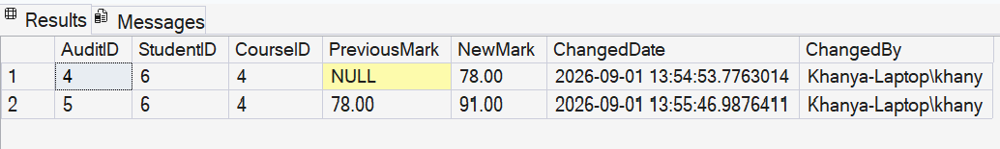 Results Messages
AuditID StudentID CourseID PreviousMark NewMark ChangedDate ChangedBy
1 4 6 4 NULL 78.00 2026-09-01 13:54:53.7763014 Khanya-Laptop\khany
2 5 6 4 78.00 91.00 2026-09-01 13:55:46.9876411 Khanya-Laptop\khany